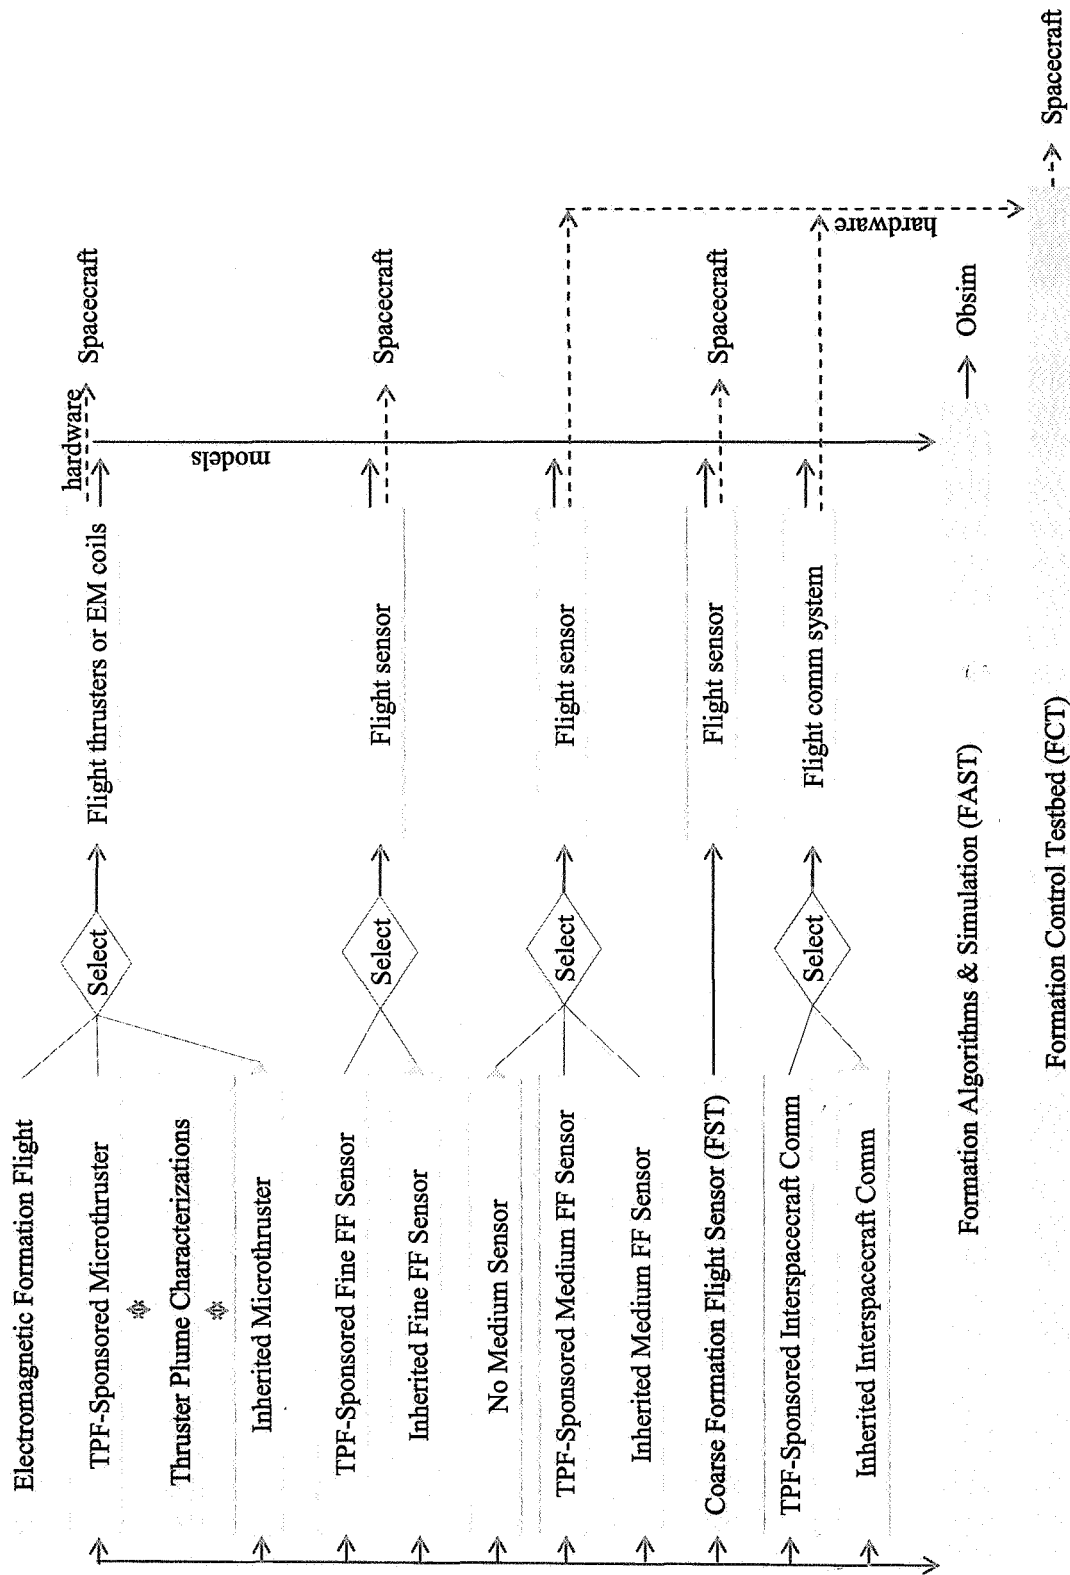 Electromagnetic Formation Flight
TPF-Sponsored Microthruster
Thruster Plume Characterizations
Inherited Microthruster
Select
Flight thrusters or EM coils
hardware
Spacecraft
models
TPF-Sponsored Fine FF Sensor
Inherited Fine FF Sensor
Select
Flight sensor
Spacecraft
No Medium Sensor
TPF-Sponsored Medium FF Sensor
Inherited Medium FF Sensor
Select
Flight sensor
Coarse Formation Flight Sensor (FST)
Flight sensor
Spacecraft
TPF-Sponsored Interspacecraft Comm
Inherited Interspacecraft Comm
Select
Flight comm system
hardware
Formation Algorithms & Simulation (FAST)
Obsim
Formation Control Testbed (FCT)
Spacecraft